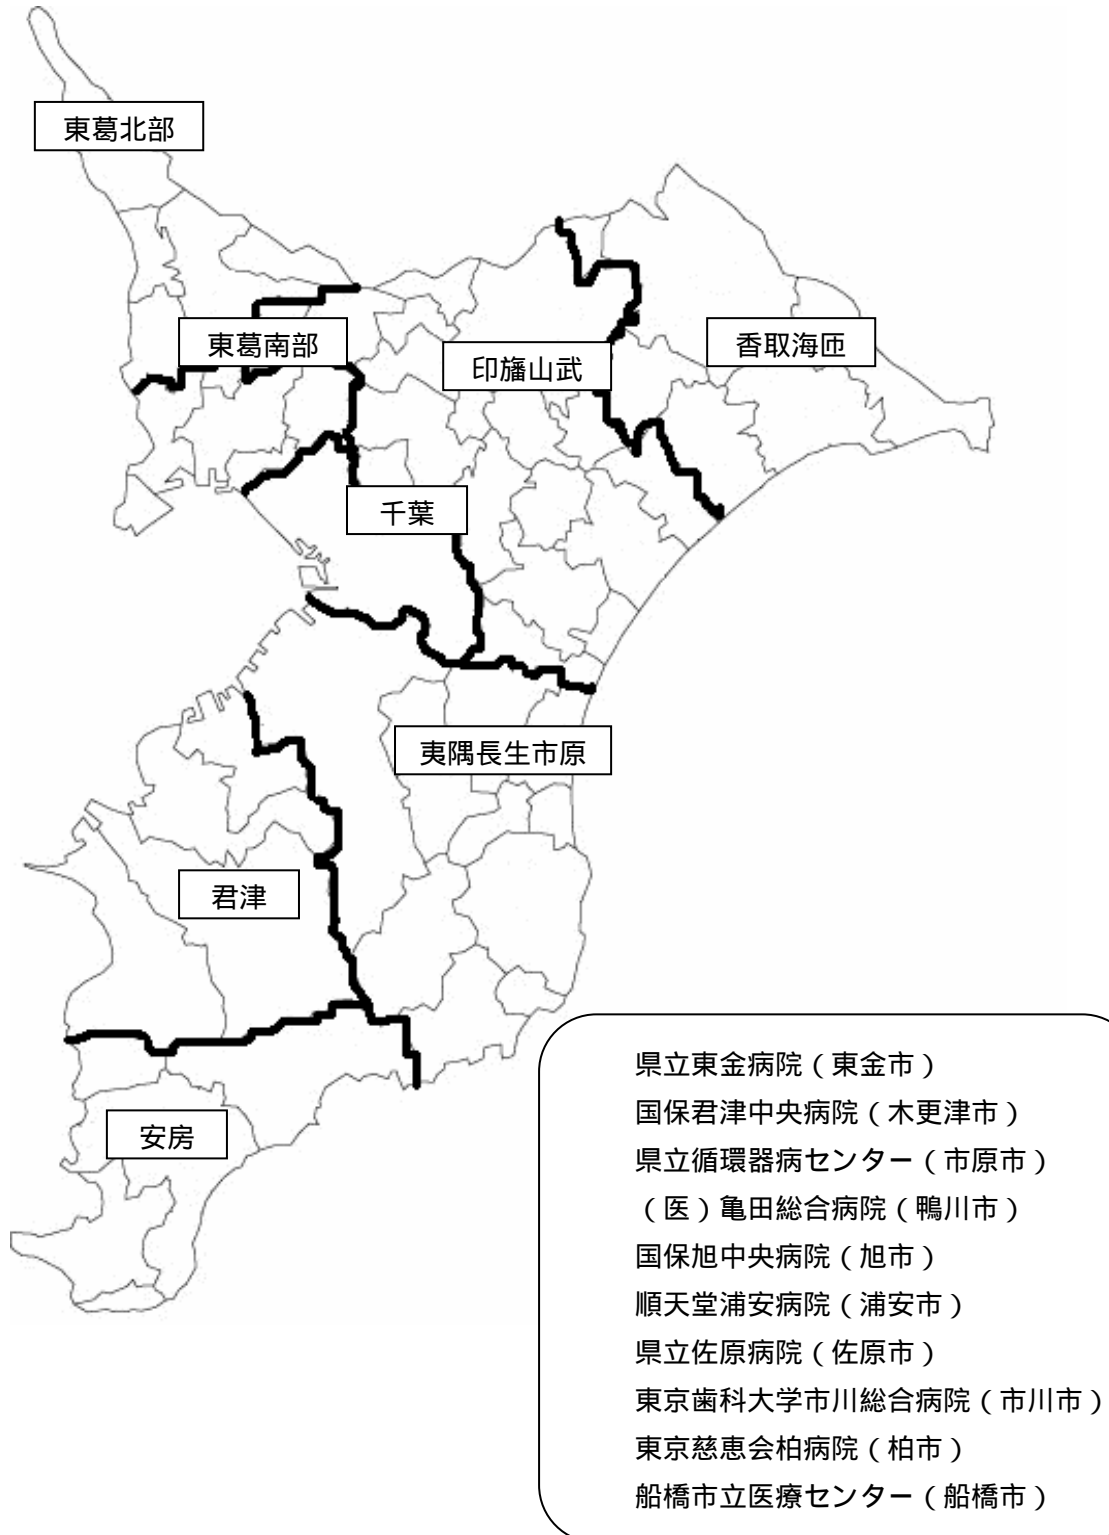 東葛北部
東葛南部
印旛山武
香取海匝
千葉
夷隅長生市原
君津
安房
県立東金病院（東金市）
国保君津中央病院（木更津市）
県立循環器病センター（市原市）
（医）亀田総合病院（鴨川市）
国保旭中央病院（旭市）
順天堂浦安病院（浦安市）
県立佐原病院（佐原市）
東京歯科大学市川総合病院（市川市）
東京慈恵会柏病院（柏市）
船橋市立医療センター（船橋市）